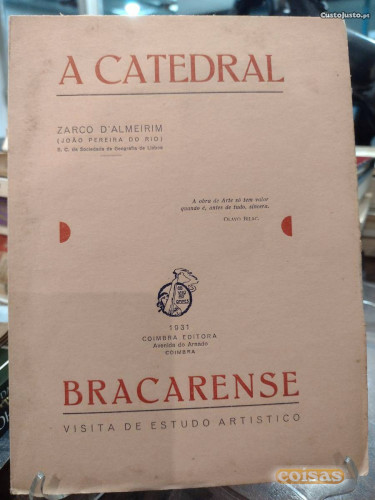 CustoJusto.pt
A CATEDRAL
ZARCO D'ALMEIRIM
(JOÃO PEREIRA DO RIO)
S. C. da Sociedade de Geografia de Lisboa
A obra de Arte só tem valor
quando é, antes de tudo, sincera.
OLAVO BILAC.
1931
COIMBRA EDITORA
Avenida do Arnado
COIMBRA
BRACARENSE
VISITA DE ESTUDO ARTISTICO
coisas